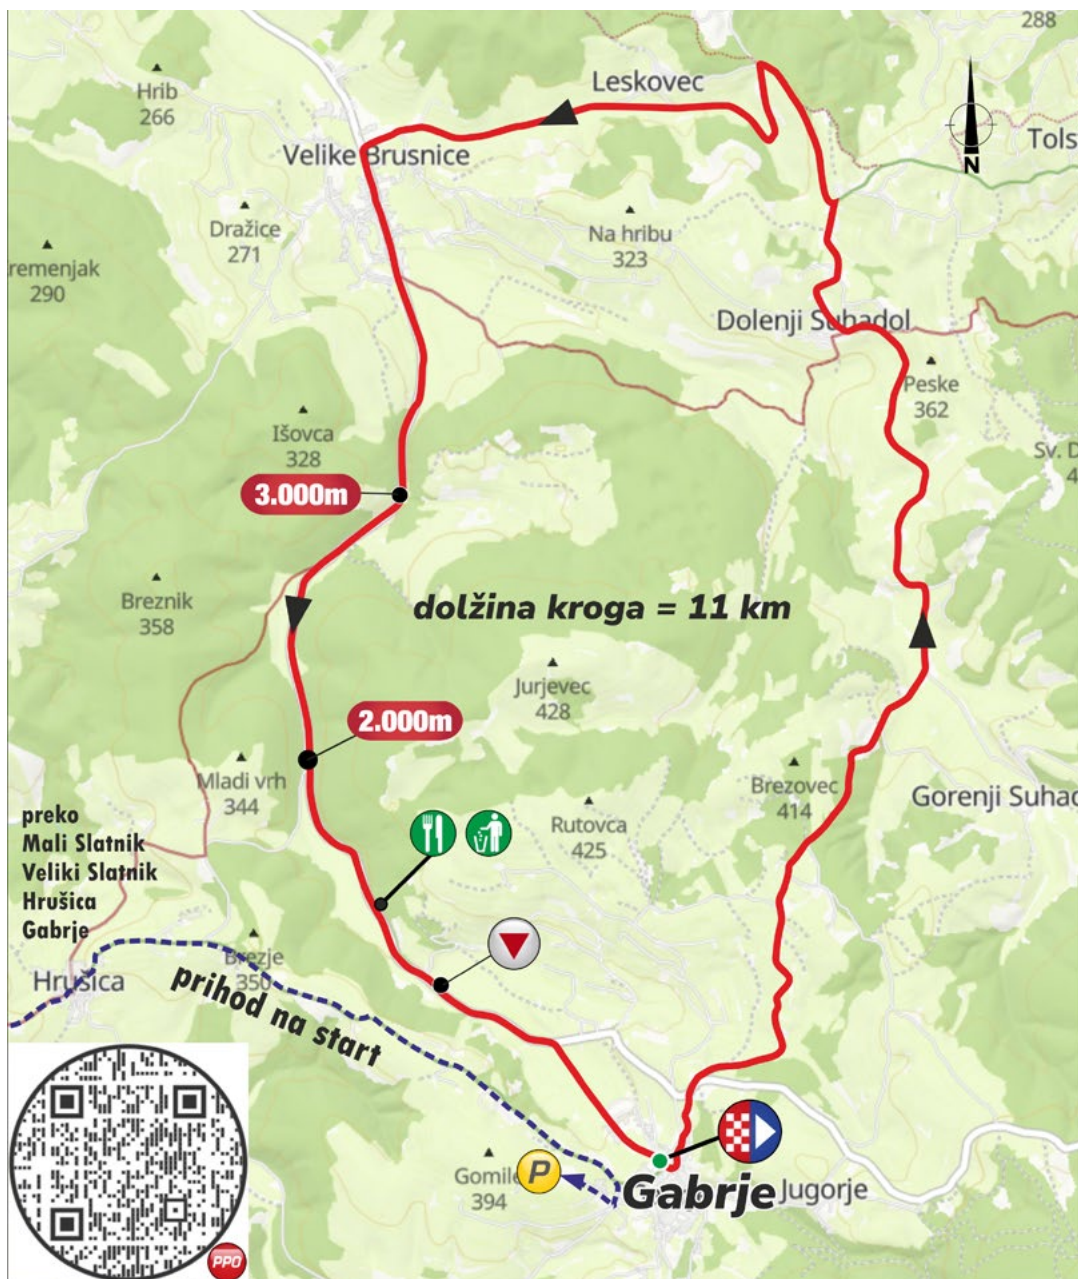 288
Leskovec
Hrib
266
Tols
N
Velike Brusnice
Dražice
271
Na hribu
323
remenjak
290
Dolenji Suhadol
Peske
362
Išovca
328
Sv. D
4
3.000m
Breznik
358
dolžina kroga = 11 km
Jurjevec
428
2.000m
Mladi vrh
344
Brezovec
414
Gorenji Suhad
Rutovca
425
preko
Mali Slatnik
Veliki Slatnik
Hrušica
Gabrje
Brezje
350
Hrušica
prihod na start
Gomile
394
P
Gabrje
Jugorje
PPO